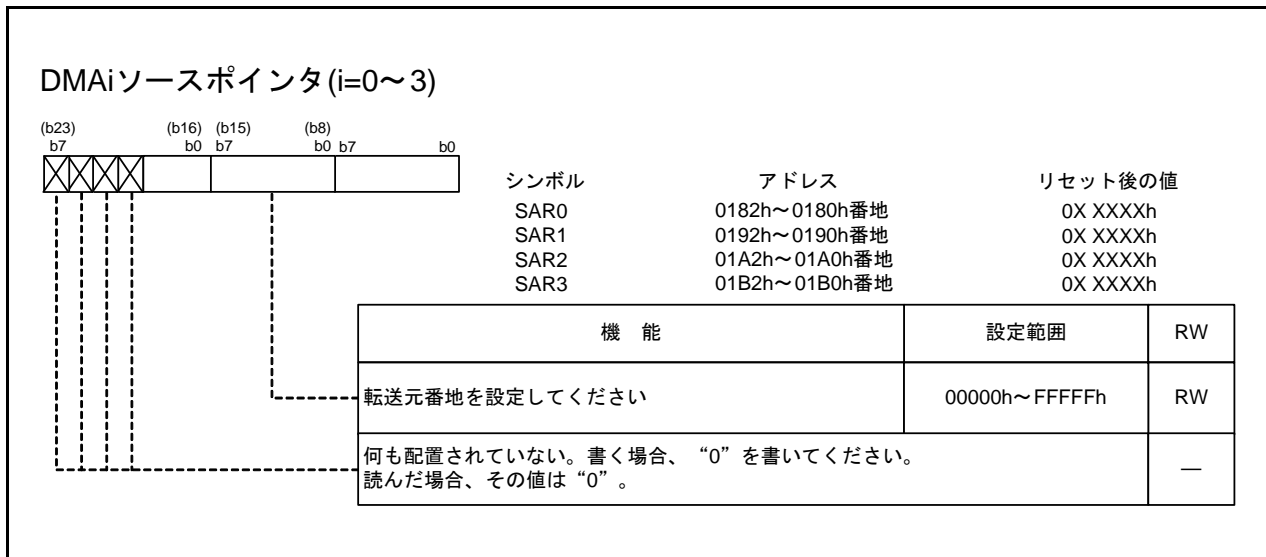 DMAiソースポインタ(i=0〜3)
(b23) (b16) (b15) (b8)
b7 b0 b7 b0 b7 b0
シンボル アドレス リセット後の値
SAR0 0182h〜0180h番地 0X XXXXh
SAR1 0192h〜0190h番地 0X XXXXh
SAR2 01A2h〜01A0h番地 0X XXXXh
SAR3 01B2h〜01B0h番地 0X XXXXh
機 能 設定範囲 RW
転送元番地を設定してください 00000h〜FFFFFh RW
何も配置されていない。書く場合、“0”を書いてください。
読んだ場合、その値は“0”。 —